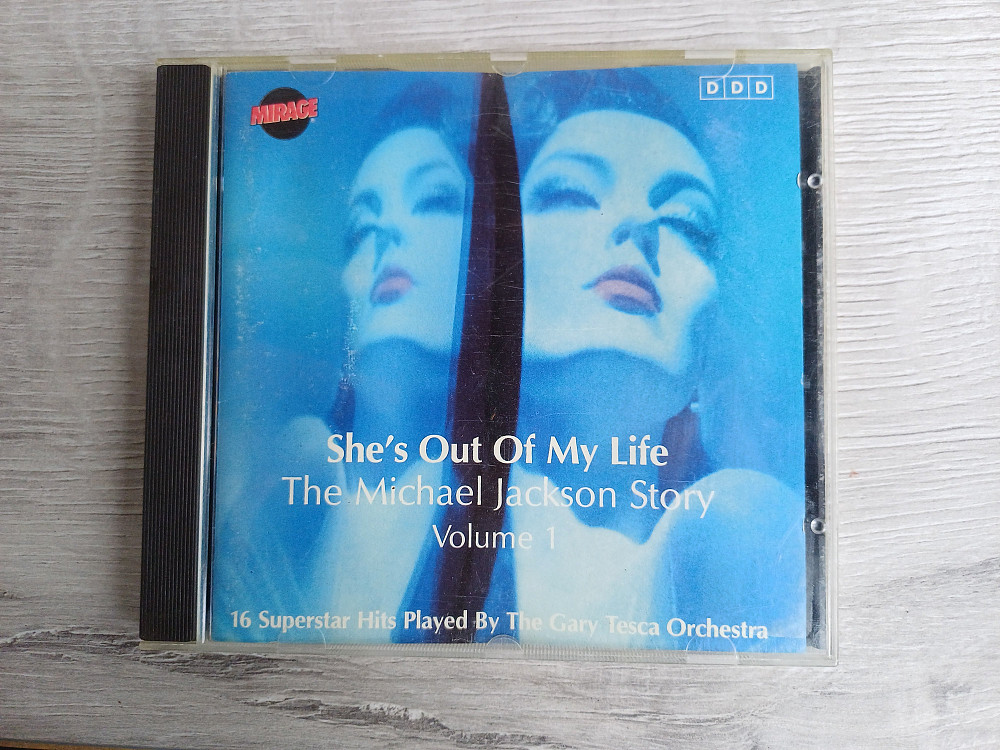 MIRAGE
DDD
She's Out Of My Life
The Michael Jackson Story
Volume 1
16 Superstar Hits Played By The Gary Tesca Orchestra